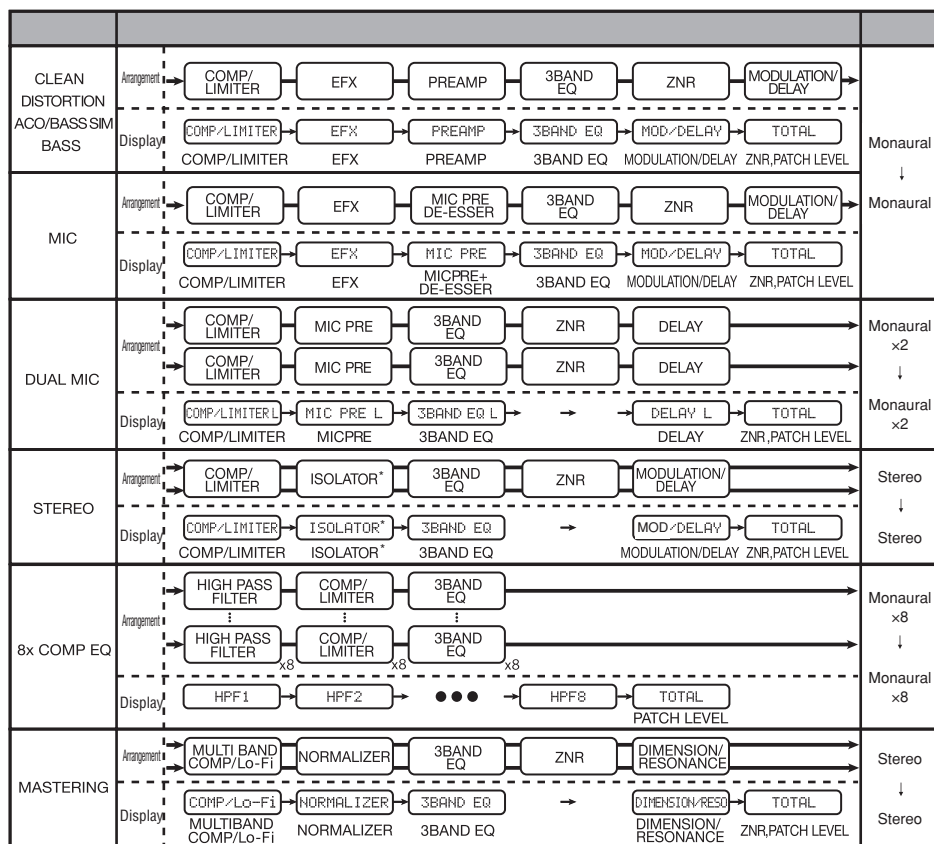 CLEAN
DISTORTION
ACO/BASS SIM
BASS
Arrangement
COMP/
LIMITER
EFX
PREAMP
3BAND
EQ
ZNR
MODULATION/
DELAY
Display
COMP/LIMITER → EFX → PREAMP → 3BAND EQ → MOD/DELAY → TOTAL
COMP/LIMITER EFX PREAMP 3BAND EQ MODULATION/DELAY ZNR,PATCH LEVEL
Monaural
↓
Monaural
MIC
Arrangement
COMP/
LIMITER
EFX
MIC PRE
DE-ESSER
3BAND
EQ
ZNR
MODULATION/
DELAY
Display
COMP/LIMITER → EFX → MIC PRE → 3BAND EQ → MOD/DELAY → TOTAL
COMP/LIMITER EFX MICPRE+
DE-ESSER
3BAND EQ MODULATION/DELAY ZNR,PATCH LEVEL
DUAL MIC
Arrangement
COMP/
LIMITER
MIC PRE
3BAND
EQ
ZNR
DELAY
COMP/
LIMITER
MIC PRE
3BAND
EQ
ZNR
DELAY
Display
COMP/LIMITER L → MIC PRE L → 3BAND EQ L → → → DELAY L → TOTAL
COMP/LIMITER MICPRE 3BAND EQ DELAY ZNR,PATCH LEVEL
Monaural
×2
↓
Monaural
×2
STEREO
Arrangement
COMP/
LIMITER
ISOLATOR*
3BAND
EQ
ZNR
MODULATION/
DELAY
Display
COMP/LIMITER → ISOLATOR* → 3BAND EQ → MOD/DELAY → TOTAL
COMP/LIMITER ISOLATOR* 3BAND EQ MODULATION/DELAY ZNR,PATCH LEVEL
Stereo
↓
Stereo
8x COMP EQ
Arrangement
HIGH PASS
FILTER
COMP/
LIMITER
3BAND
EQ
HIGH PASS
FILTER
x8
COMP/
LIMITER
x8
3BAND
EQ
x8
Display
HPF1 → HPF2 → ●●● → HPF8 → TOTAL
PATCH LEVEL
Monaural
×8
↓
Monaural
×8
MASTERING
Arrangement
MULTI BAND
COMP/Lo-Fi
NORMALIZER
3BAND
EQ
ZNR
DIMENSION/
RESONANCE
Display
COMP/Lo-Fi → NORMALIZER → 3BAND EQ → DIMENSION/RESO → TOTAL
MULTIBAND
COMP/Lo-Fi
NORMALIZER
3BAND EQ
DIMENSION/
RESONANCE
ZNR,PATCH LEVEL
Stereo
↓
Stereo